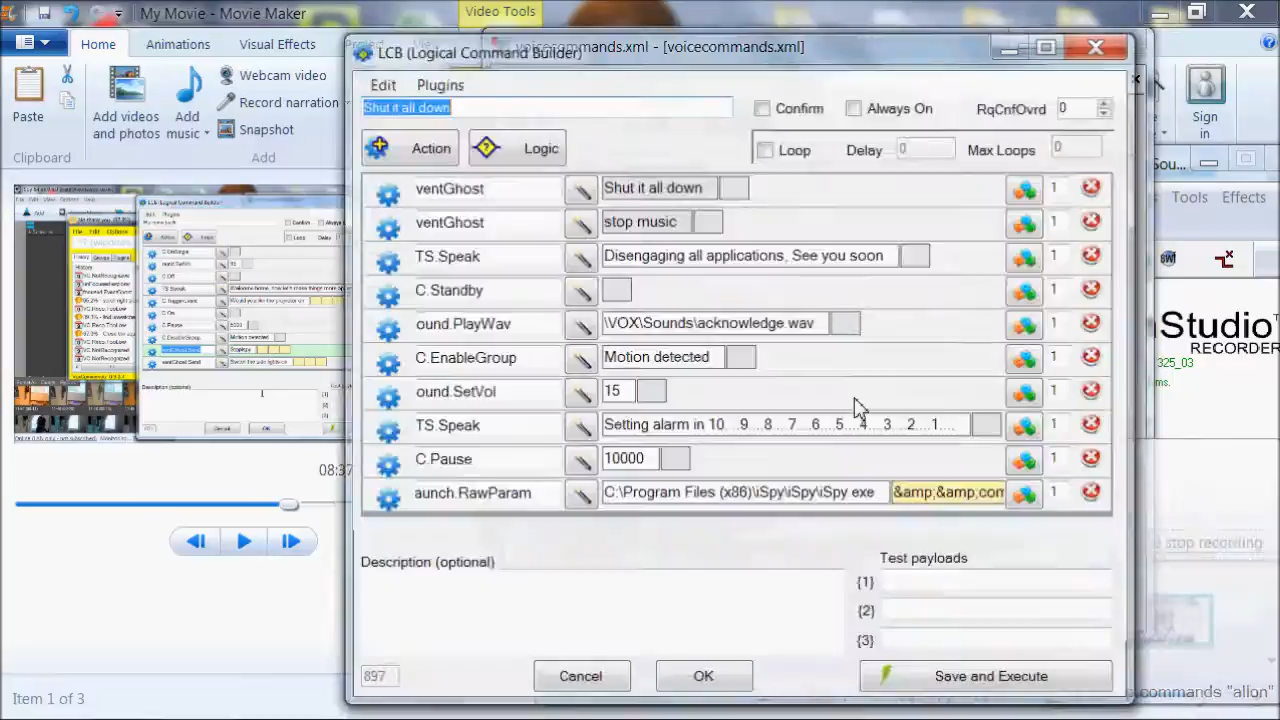 My Movie - Movie Maker
Video Tools
voicecommands.xml - [voicecommands.xml]
LCB (Logical Command Builder)
Home
Animations
Visual Effects
Edit
Plugins
Shut it all down
Confirm
Always On
RqCnfOvrd
0
Paste
Add videos
and photos
Add
music
Webcam video
Record narration
Snapshot
Clipboard
Add
Sign
in
Action
Logic
Loop
Delay
0
Max Loops
0
Sou...
Tools
Effects
ventGhost
Shut it all down
1
ventGhost
stop music
1
TS.Speak
Disengaging all applications, See you soon
1
C.Standby
1
ound.PlayWav
\VOX\Sounds\acknowledge wav
1
C.EnableGroup
Motion detected
1
ound.SetVol
15
1
TS.Speak
Setting alarm in 10...9...8...7...6...5...4...3...2...1....
1
C Pause
10000
1
aunch.RawParam
C:\Program Files (x86)\iSpy\iSpy\iSpy exe
&amp;&amp;com
1
Studio
RECORDER
325_03
ms.
08:37
Description (optional)
Test payloads
{1}
{2}
{3}
stop recording
897
Cancel
OK
Save and Execute
Item 1 of 3
commands "allon"